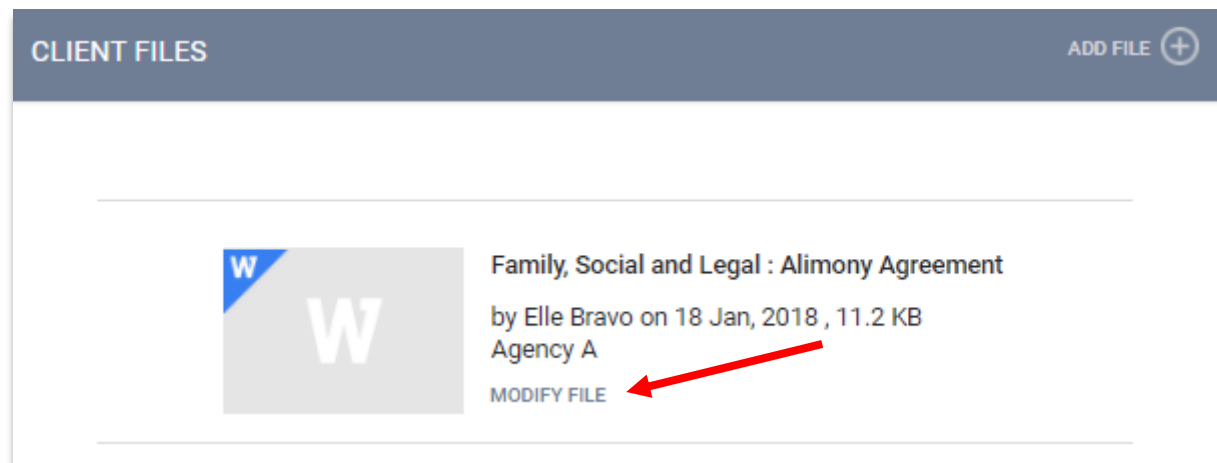 CLIENT FILES
ADD FILE
W
W
Family, Social and Legal : Alimony Agreement
by Elle Bravo on 18 Jan, 2018 , 11.2 KB
Agency A
MODIFY FILE